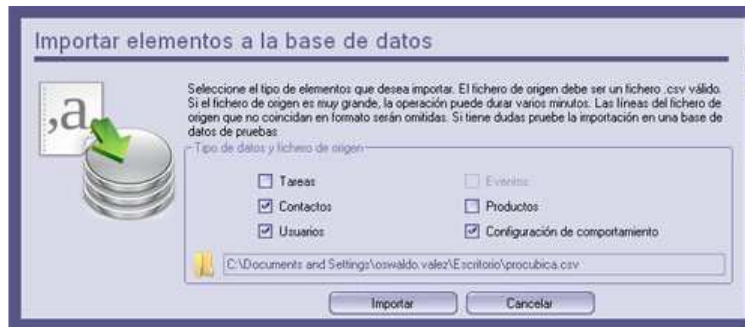 Importar elementos a la base de datos
,a
Seleccione el tipo de elementos que desea importar. El fichero de origen debe ser un fichero .csv válido.
Si el fichero de origen es muy grande, la operación puede durar varios minutos. Las líneas del fichero de
origen que no coincidan en formato serán omitidas. Si tiene dudas pruebe la importación en una base de
datos de pruebas
Tipo de datos y fichero de origen
Tareas
Eventos
Contactos
Productos
Usuarios
Configuración de comportamiento
C:\Documents and Settings\oswaldo.valez\Escritorio\procubica.csv
Importar
Cancelar